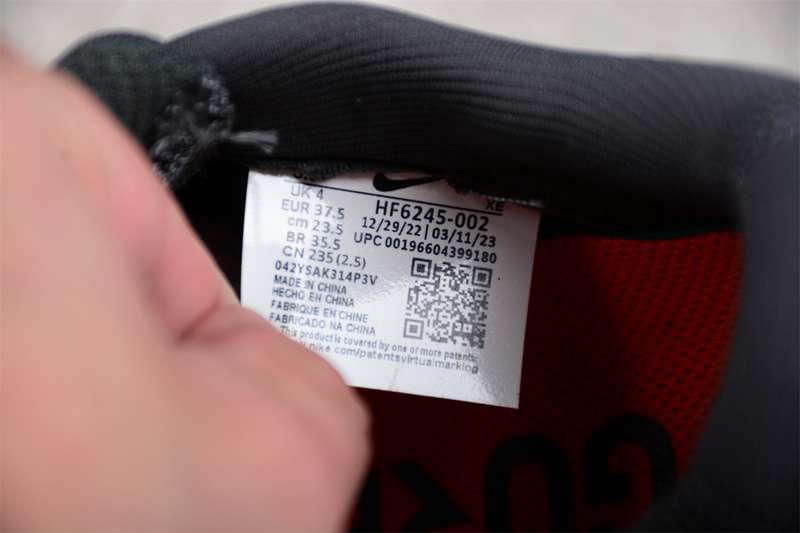 UK 4
EUR 37.5
cm 23.5
BR 35.5
CN 235 (2.5)
042YSAK314P3V
MADE IN CHINA
HECHO EN CHINA
FABRIQUE EN CHINE
FABRICADO NA CHINA
This product is covered by one or more patents
nike.com/patentsvirtualmarking
XE
HF6245-002
12/29/22 | 03/11/23
UPC 00196604399180